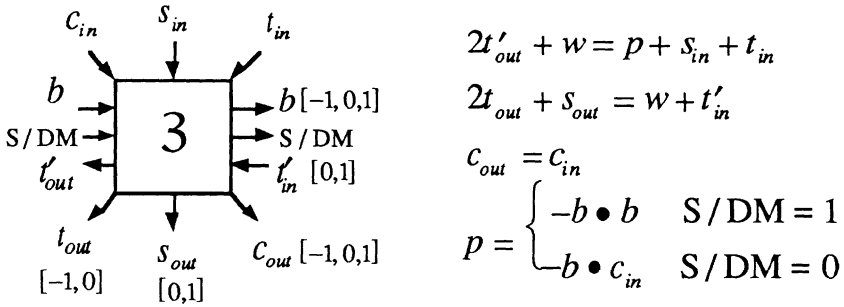 c_in s_in t_in
b b [-1,0,1]
S/DM 3 S/DM
t'_out t'_in [0,1]
t_out s_out c_out [-1,0,1]
[-1,0] [0,1]
2t'_out + w = p + s_in + t_in
2t_out + s_out = w + t'_in
c_out = c_in
p = { -b • b S/DM = 1
-b • c_in S/DM = 0